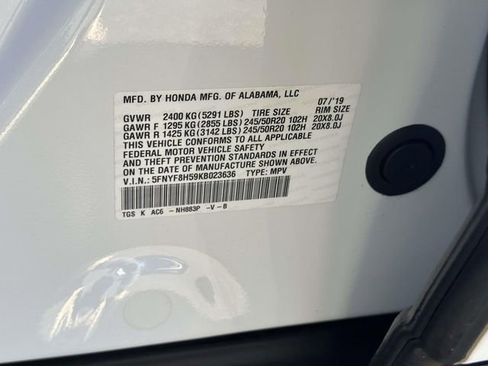 MFD. BY HONDA MFG. OF ALABAMA, LLC 07/'19
GVWR 2400 KG (5291 LBS) TIRE SIZE RIM SIZE
GAWR F 1295 KG (2855 LBS) 245/50R20 102H 20X8.0J
GAWR R 1425 KG (3142 LBS) 245/50R20 102H 20X8.0J
THIS VEHICLE CONFORMS TO ALL APPLICABLE
FEDERAL MOTOR VEHICLE SAFETY AND BUMPER
AND THEFT PREVENTION STANDARDS IN EFFECT
ON THE DATE OF MANUFACTURE SHOWN ABOVE.
V.I.N.: 5FNYF8H59KB023636 TYPE: MPV
TGS K AC6 -NH883P -V-B